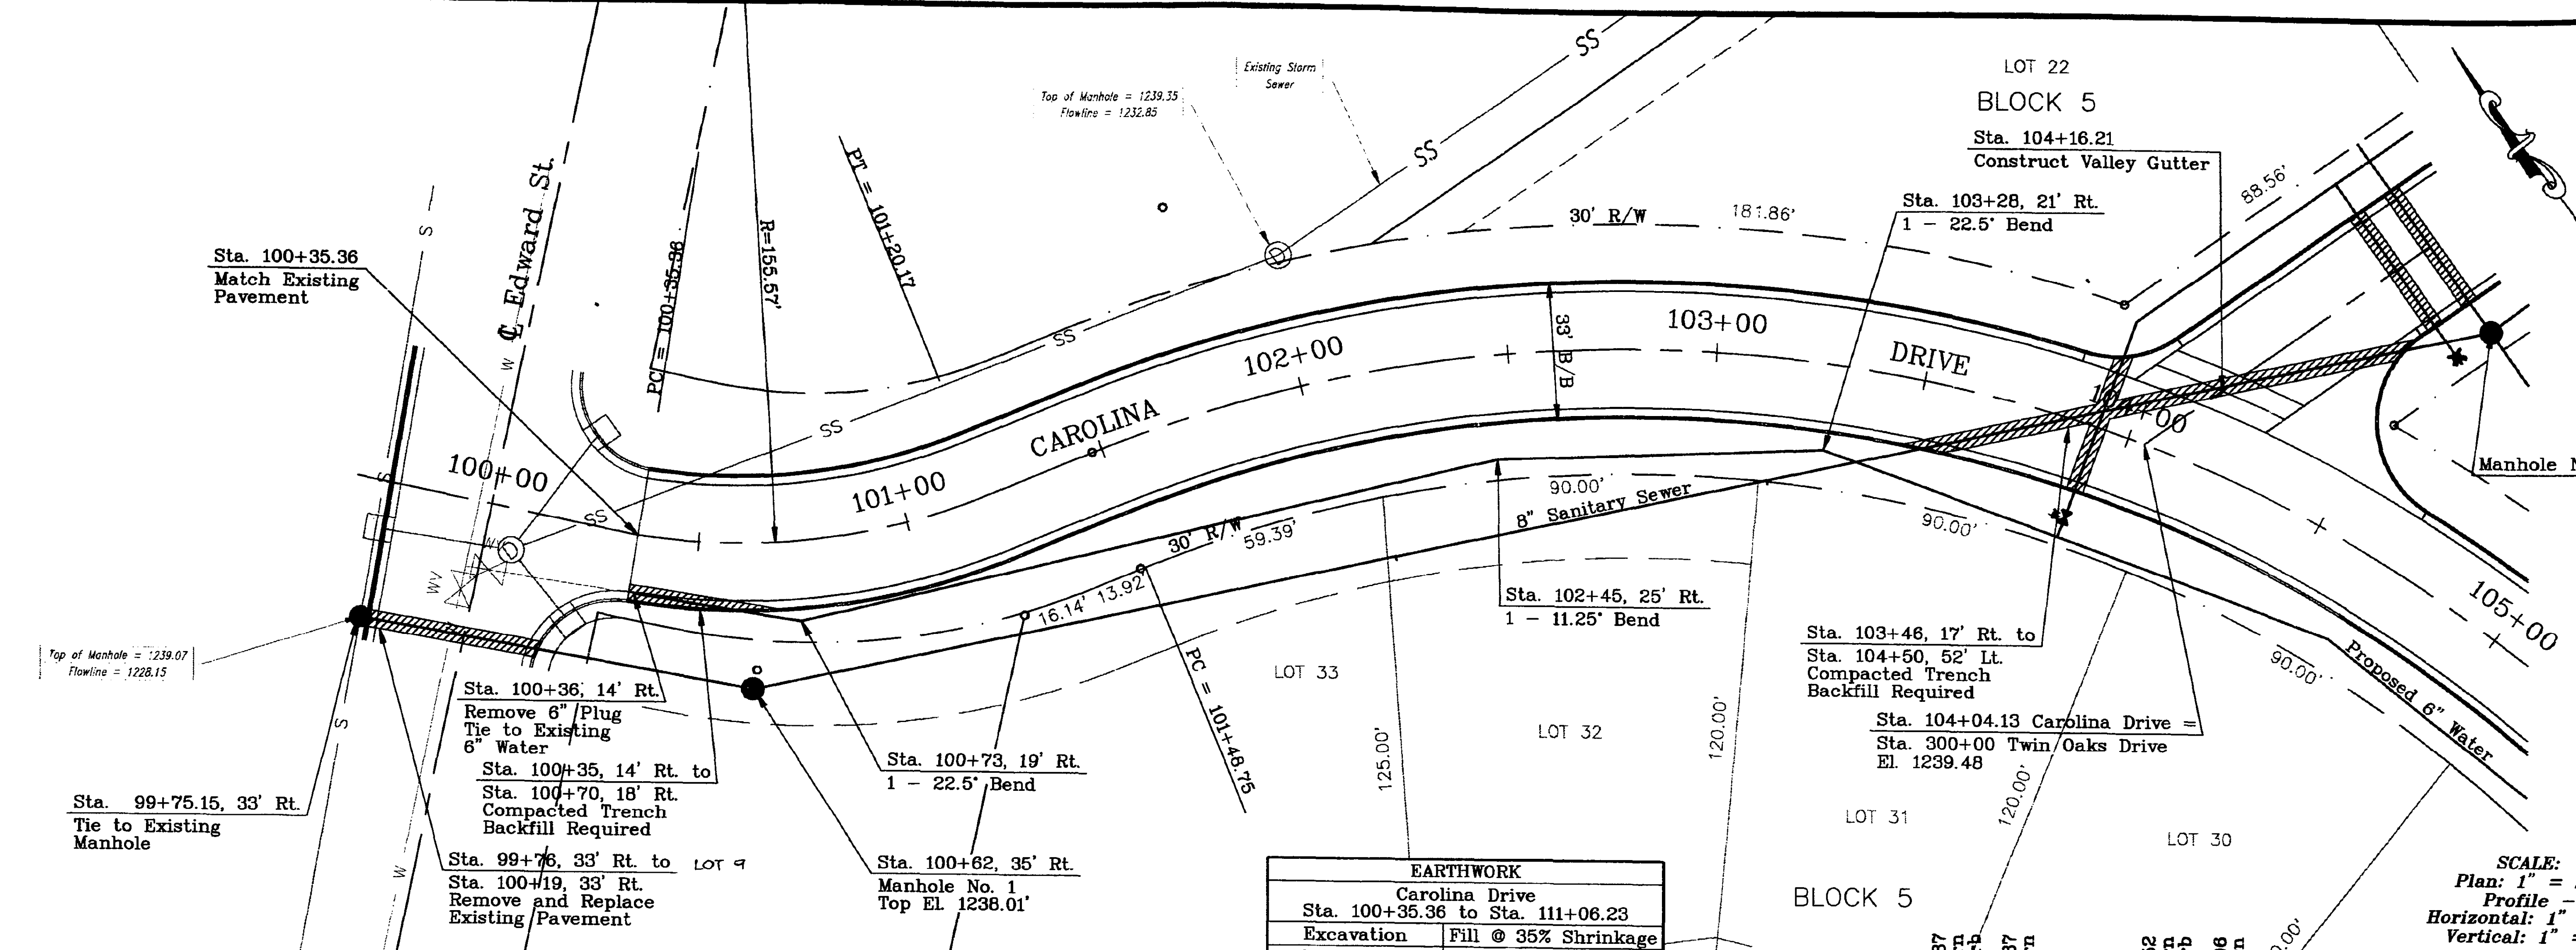 LOT 22
BLOCK 5
Sta. 104+16.21
Construct Valley Gutter
88.56'
Existing Storm
Sewer
Top of Manhole = 1239.35
Flowline = 1232.85
SS
SS
30' R/W
181.86'
Sta. 103+28, 21' Rt.
1 - 22.5° Bend
℄ Edward St.
S
W
PC = 100+35.36
R=155.57'
PT = 101+20.17
Sta. 100+35.36
Match Existing
Pavement
SS
SS
SS
100+00
101+00
CAROLINA
102+00
33' B/B
103+00
DRIVE
104+00
105+00
S
D
D
WV
WV
Manhole N
90.00'
8" Sanitary Sewer
90.00'
90.00'
30' R/W
59.39'
16.14'
13.92'
PC = 101+48.75
Sta. 102+45, 25' Rt.
1 - 11.25° Bend
Sta. 103+46, 17' Rt. to
Sta. 104+50, 52' Lt.
Compacted Trench
Backfill Required
Sta. 104+04.13 Carolina Drive =
Sta. 300+00 Twin Oaks Drive
El. 1239.48
Proposed 6" Water
Top of Manhole = 1239.07
Flowline = 1228.15
Sta. 100+36, 14' Rt.
Remove 6" Plug
Tie to Existing
6" Water
Sta. 100+35, 14' Rt. to
Sta. 100+70, 18' Rt.
Compacted Trench
Backfill Required
Sta. 100+73, 19' Rt.
1 - 22.5° Bend
Sta. 99+75.15, 33' Rt.
Tie to Existing
Manhole
Sta. 99+76, 33' Rt. to
Sta. 100+19, 33' Rt.
Remove and Replace
Existing Pavement
LOT 9
Sta. 100+62, 35' Rt.
Manhole No. 1
Top El. 1238.01'
S
W
LOT 33
LOT 32
LOT 31
LOT 30
125.00'
120.00'
120.00'
BLOCK 5
EARTHWORK
Carolina Drive
Sta. 100+35.36 to Sta. 111+06.23
Excavation
Fill @ 35% Shrinkage
SCALE:
Plan: 1" =
Profile -
Horizontal: 1"
Vertical: 1" =